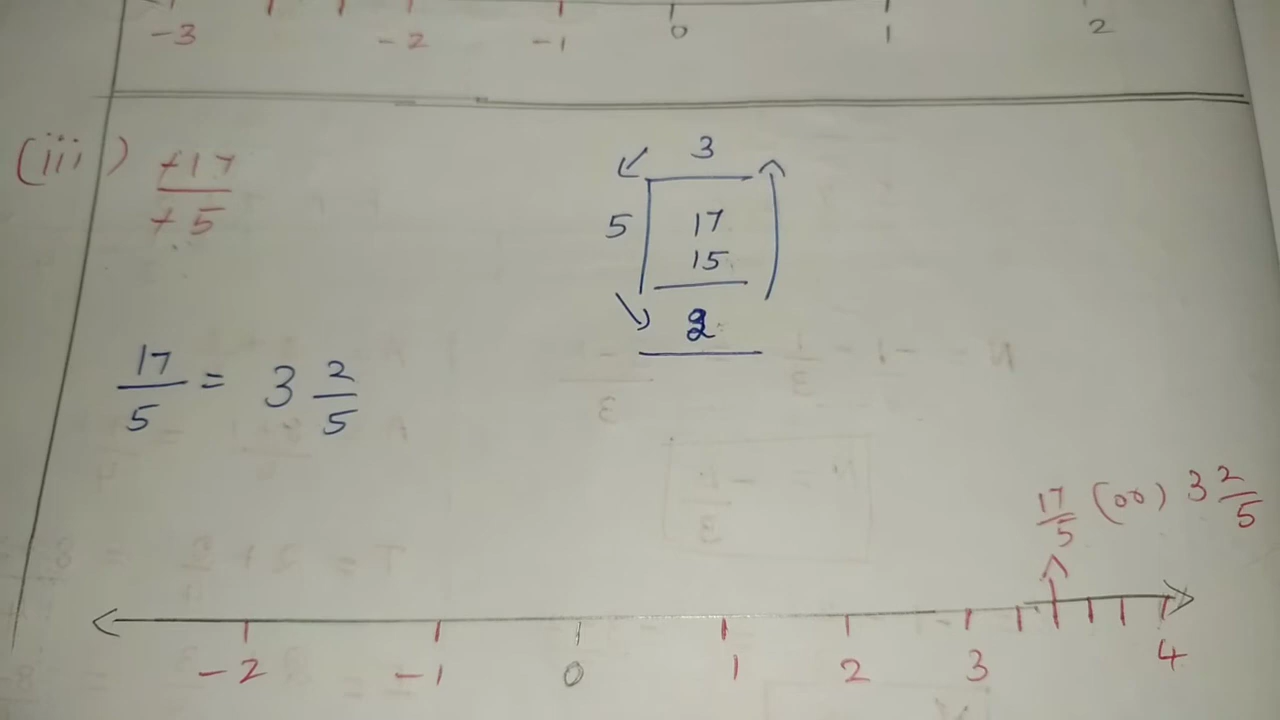 -3 -2 -1 0 1 2
(iii) +17/+5
3
5 17
15
2
17/5 = 3 2/5
17/5 (or) 3 2/5
-2 -1 0 1 2 3 4